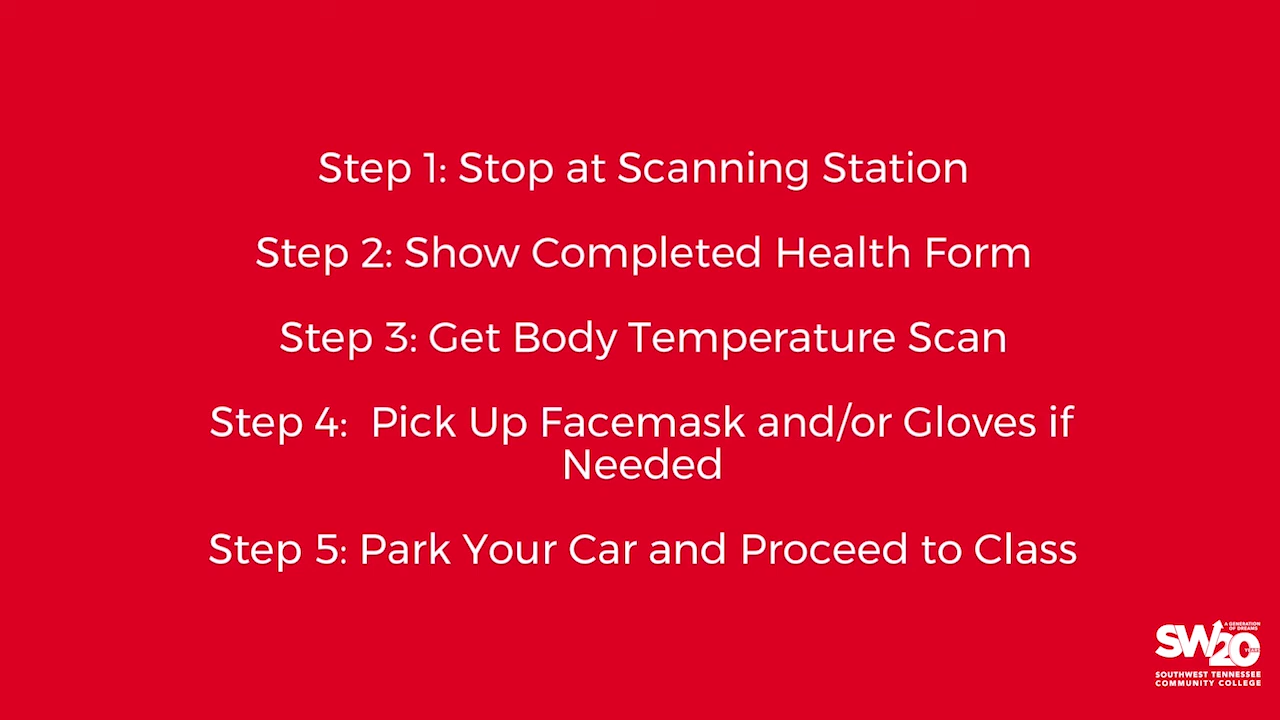 Step 1: Stop at Scanning Station
Step 2: Show Completed Health Form
Step 3: Get Body Temperature Scan
Step 4:  Pick Up Facemask and/or Gloves if
Needed
Step 5: Park Your Car and Proceed to Class
A GENERATION
OF DREAMS
SW20
YEARS
SOUTHWEST TENNESSEE
COMMUNITY COLLEGE